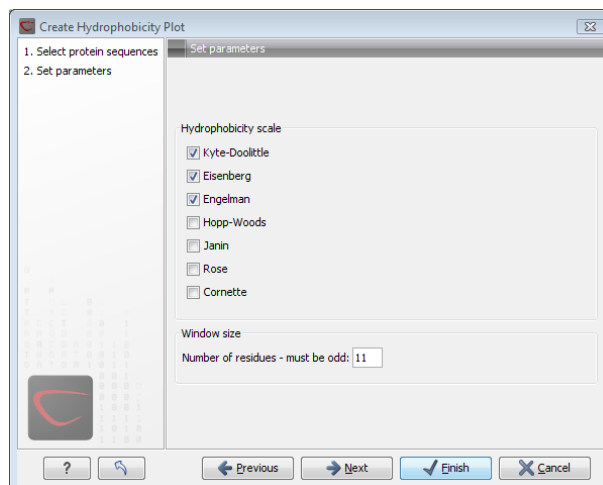 Create Hydrophobicity Plot
1. Select protein sequences
2. Set parameters
Set parameters
Hydrophobicity scale
Kyte-Doolittle
Eisenberg
Engelman
Hopp-Woods
Janin
Rose
Cornette
Window size
Number of residues - must be odd: 11
? Previous Next Finish Cancel